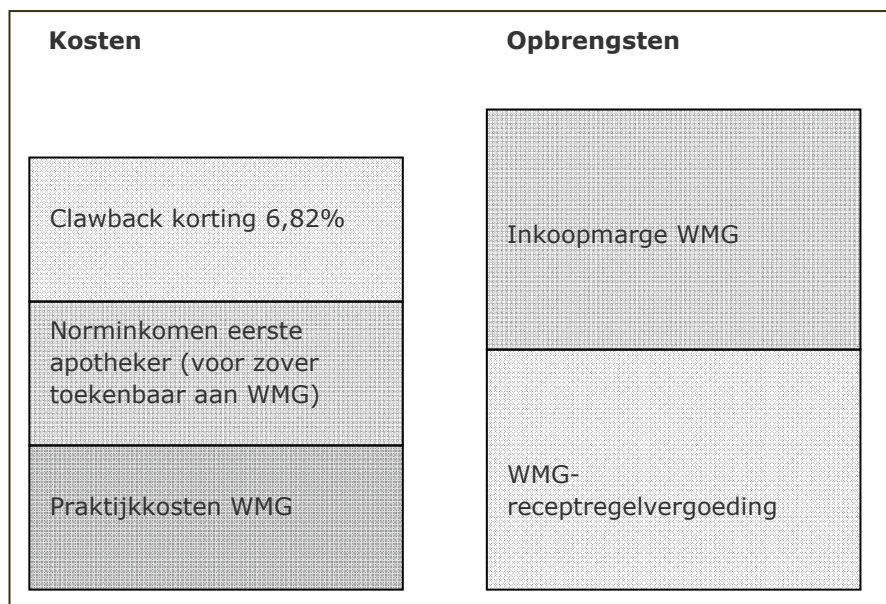 Kosten
Opbrengsten
Clawback korting 6,82%
Norminkomen eerste
apotheker (voor zover
toekenbaar aan WMG)
Praktijkkosten WMG
Inkoopmarge WMG
WMG-
receptregelvergoeding